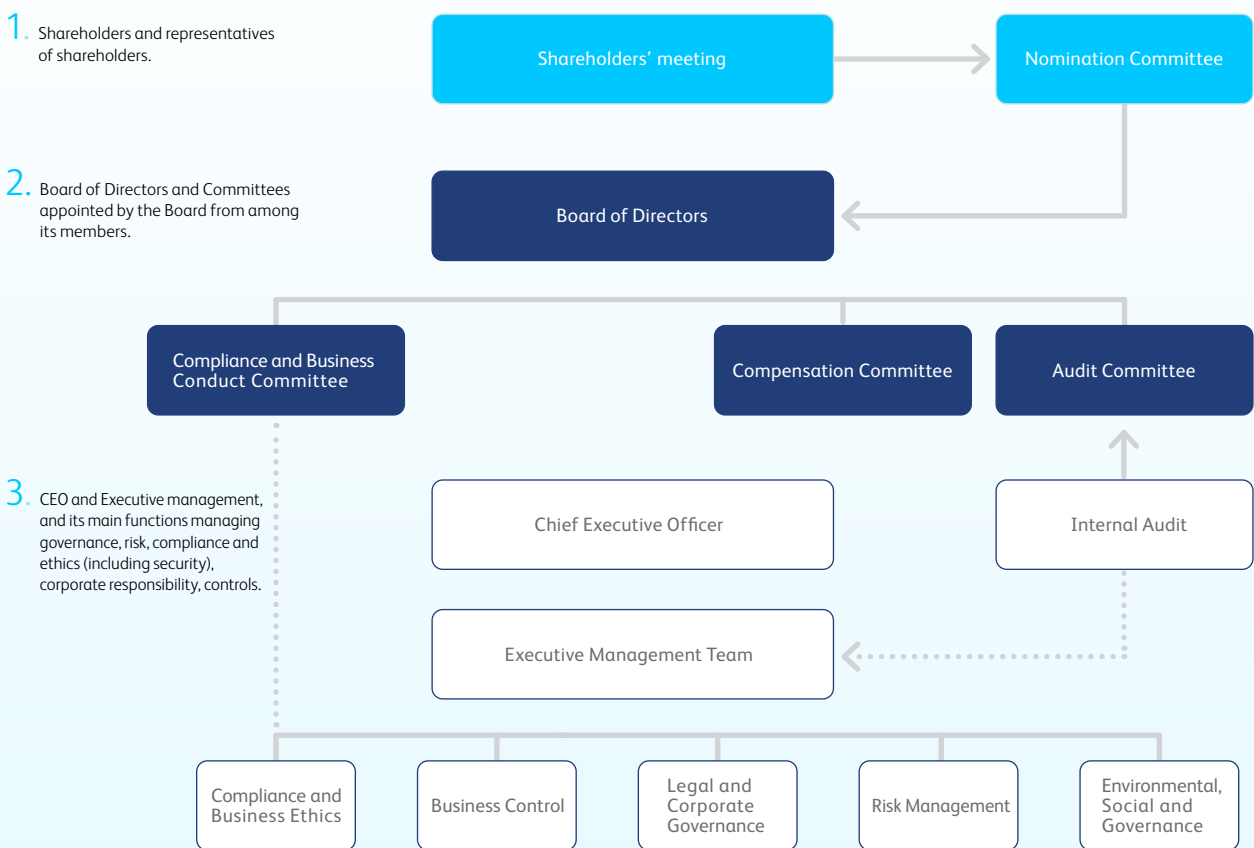 1. Shareholders and representatives
of shareholders.
Shareholders’ meeting
Nomination Committee
2. Board of Directors and Committees
appointed by the Board from among
its members.
Board of Directors
Compliance and Business
Conduct Committee
Compensation Committee
Audit Committee
3. CEO and Executive management,
and its main functions managing
governance, risk, compliance and
ethics (including security),
corporate responsibility, controls.
Chief Executive Officer
Internal Audit
Executive Management Team
Compliance and
Business Ethics
Business Control
Legal and
Corporate
Governance
Risk Management
Environmental,
Social and
Governance